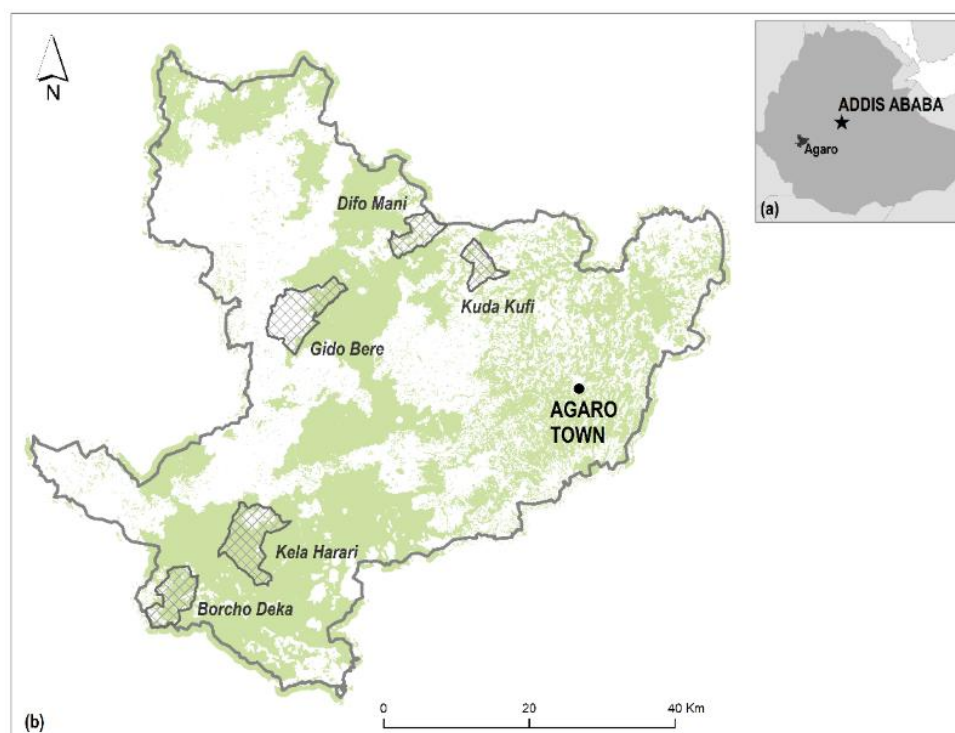 N
ADDIS ABABA
Agaro
(a)
Difo Mani
Kuda Kufi
Gido Bere
AGARO
TOWN
Kela Harari
Borcho Deka
0 20 40 Km
(b)